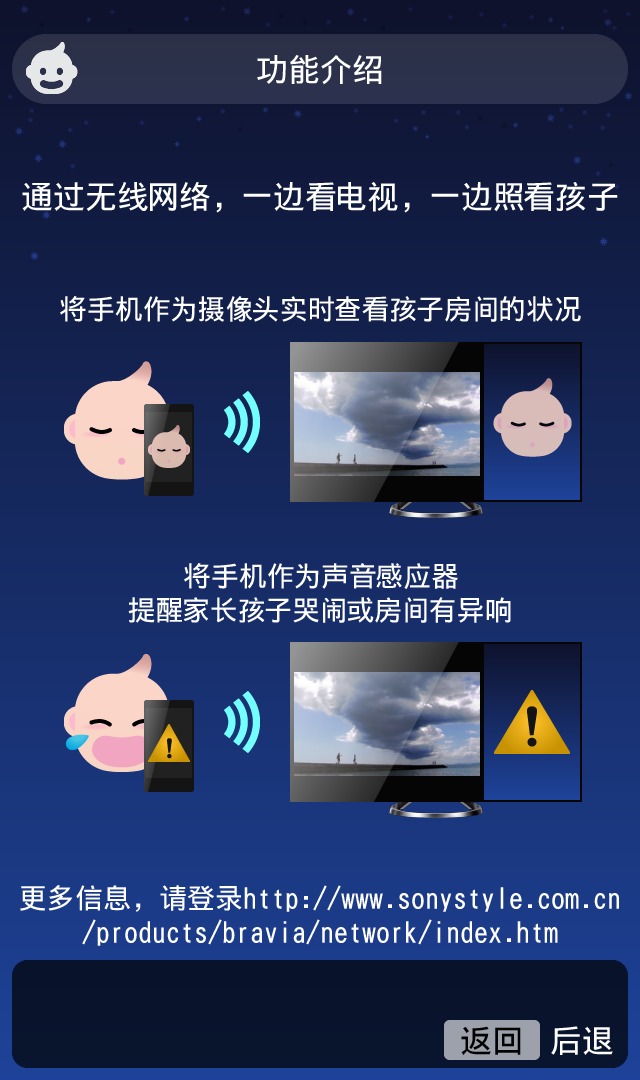 功能介绍
通过无线网络，一边看电视，一边照看孩子
将手机作为摄像头实时查看孩子房间的状况
将手机作为声音感应器
提醒家长孩子哭闹或房间有异响
更多信息，请登录http://www.sonystyle.com.cn
/products/bravia/network/index.htm
返回 后退